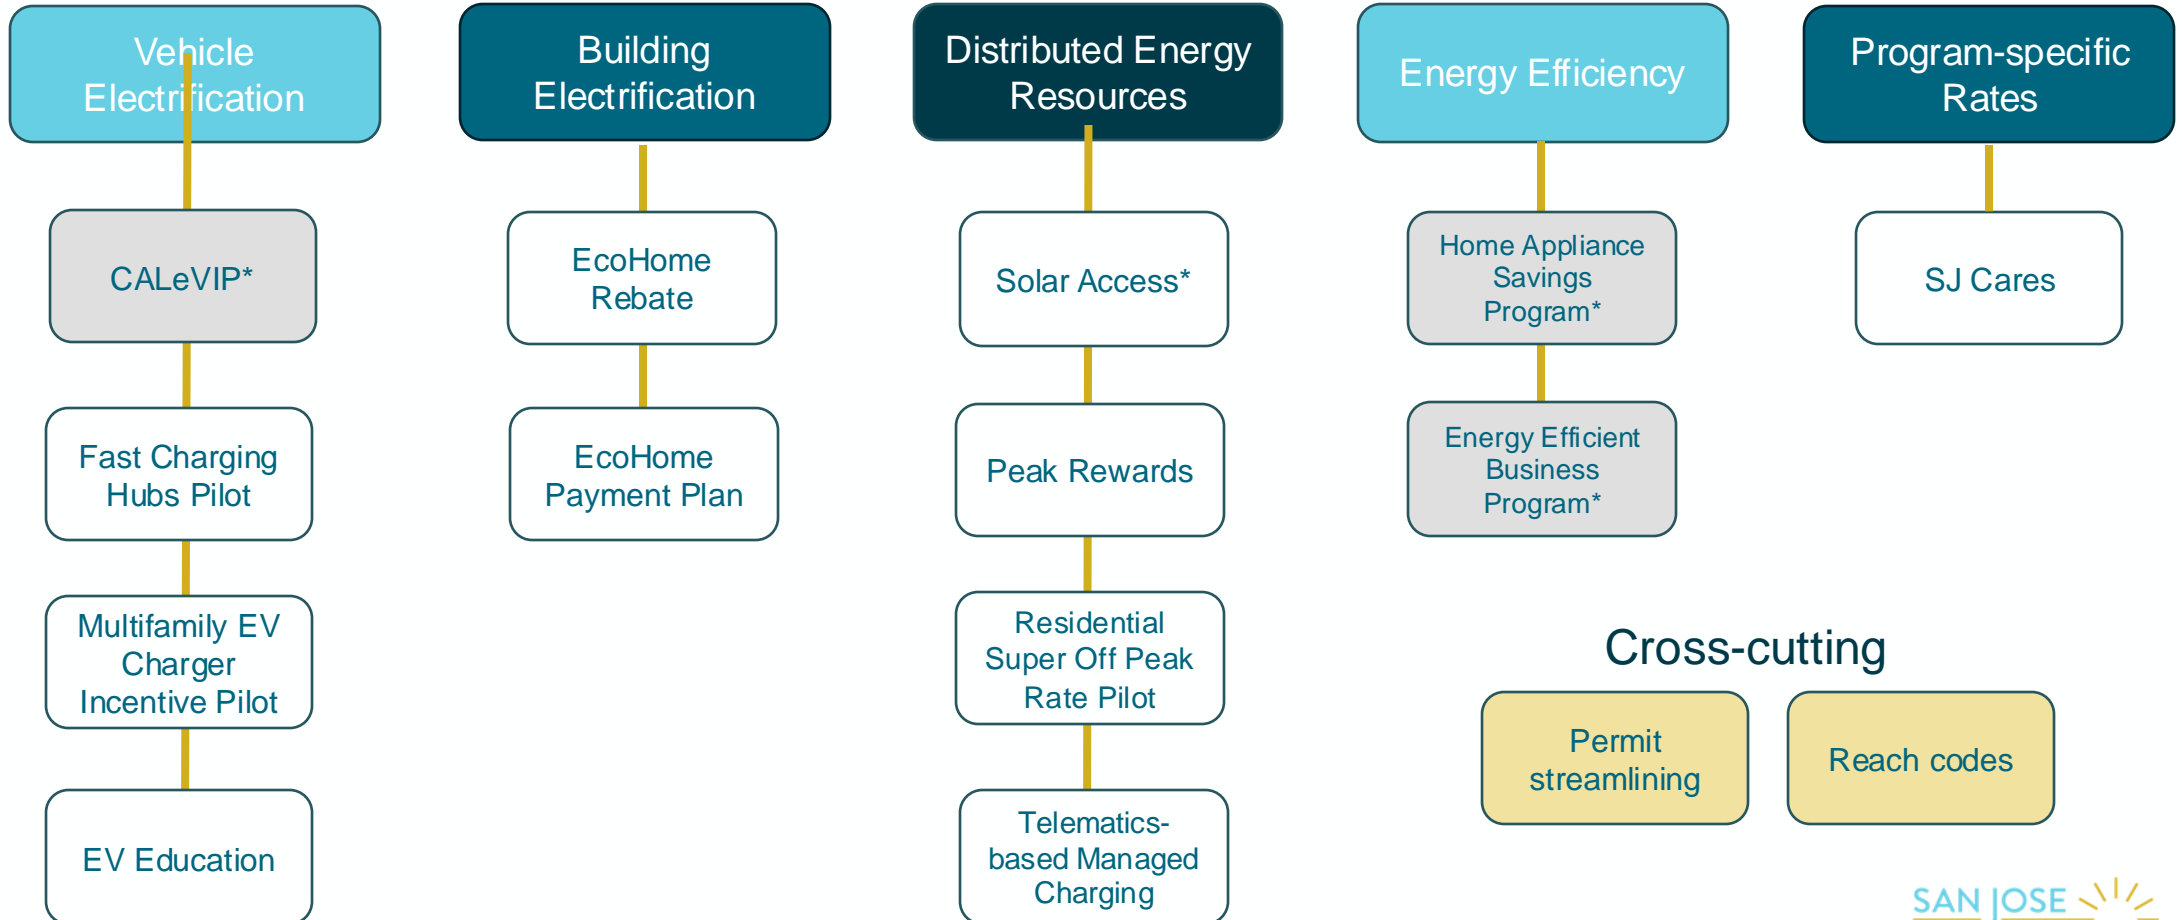 Vehicle
Electrification
CALeVIP*
Fast Charging
Hubs Pilot
Multifamily EV
Charger
Incentive Pilot
EV Education
Building
Electrification
EcoHome
Rebate
EcoHome
Payment Plan
Distributed Energy
Resources
Solar Access*
Peak Rewards
Residential
Super Off Peak
Rate Pilot
Telematics-
based Managed
Charging
Energy Efficiency
Home Appliance
Savings
Program*
Energy Efficient
Business
Program*
Program-specific
Rates
SJ Cares
Cross-cutting
Permit
streamlining
Reach codes
SAN JOSE